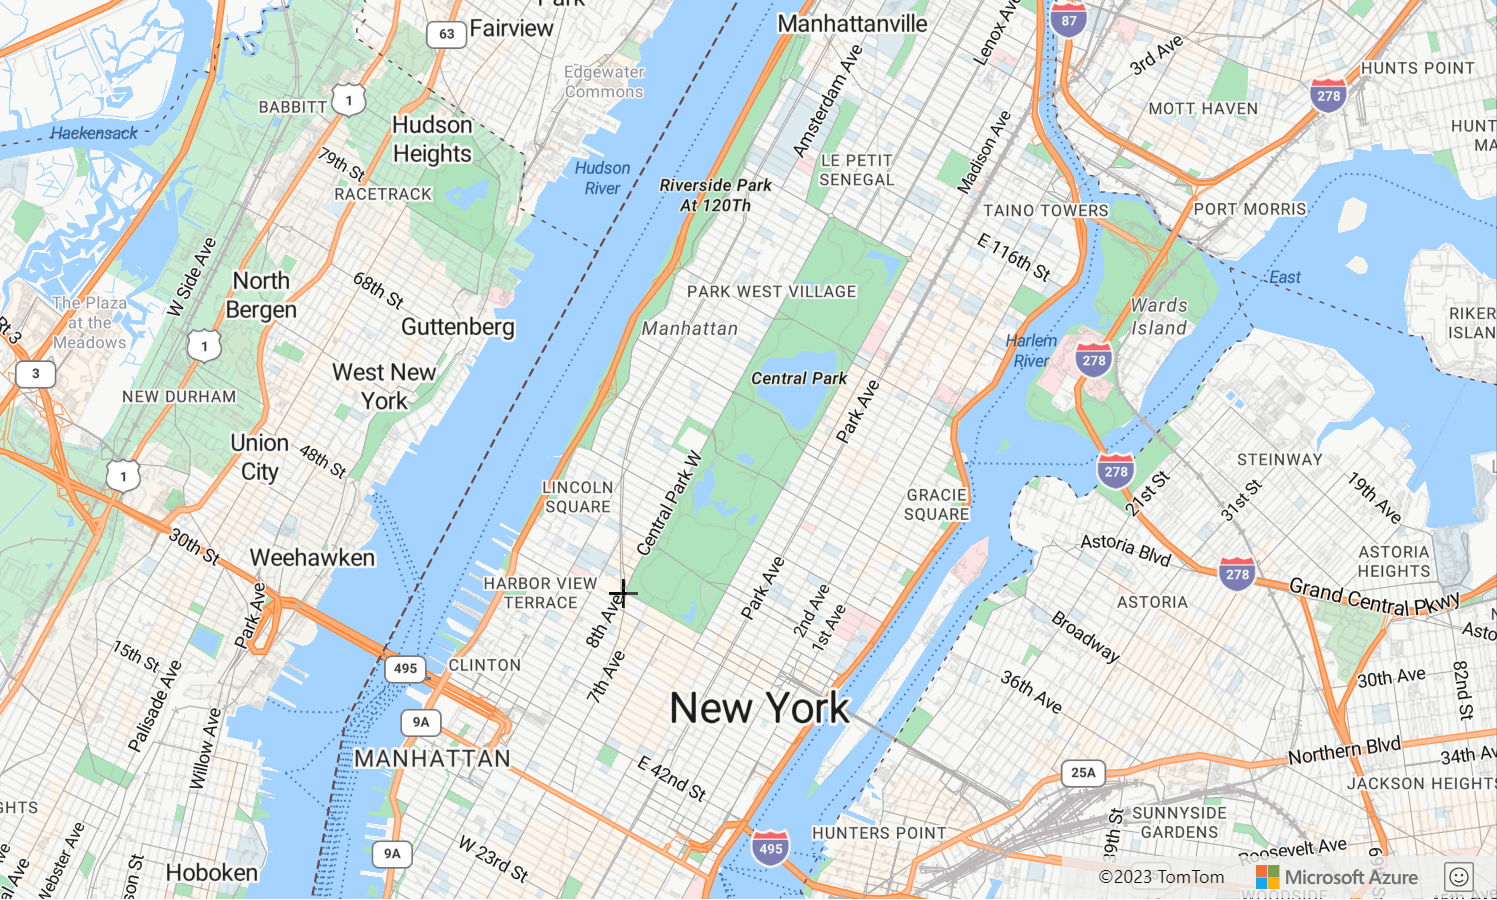 Park
63
Fairview
Manhattanville
Lenox Ave
87
3rd Ave
HUNTS POINT
278
Edgewater
Commons
BABBITT
1
Amsterdam Ave
MOTT HAVEN
Hackensack
Hudson
Heights
79th St
RACETRACK
Hudson
River
Riverside Park
At 120Th
LE PETIT
SENEGAL
Madison Ave
HUNT
MA
TAINO TOWERS
PORT MORRIS
W Side Ave
North
Bergen
68th St
E 116th St
East
The Plaza
at the
Meadows
Rt 3
3
1
Guttenberg
PARK WEST VILLAGE
Manhattan
Wards
Island
RIKER
ISLAN
Harlem
River
278
West New
York
Central Park
Park Ave
NEW DURHAM
Union
City
48th St
1
LINCOLN
SQUARE
Central Park W
GRACIE
SQUARE
278
21st St
STEINWAY
31st St
19th Ave
30th St
Weehawken
HARBOR VIEW
TERRACE
8th Ave
Park Ave
2nd Ave
1st Ave
Astoria Blvd
278
ASTORIA
HEIGHTS
Grand Central Pkwy
ASTORIA
Broadway
Asto
Park Ave
15th St
Palisade Ave
495
CLINTON
7th Ave
36th Ave
30th Ave
82nd St
9A
New York
Willow Ave
MANHATTAN
E 42nd St
25A
Northern Blvd
34th Av
JACKSON HEIGHTS
GHTS
Webster Ave
9A
W 23rd St
495
HUNTERS POINT
39th St
SUNNYSIDE
GARDENS
Roosevelt Ave
69
Hoboken
son St
al Ave
©2023 TomTom
Microsoft Azure
WOODSIDE